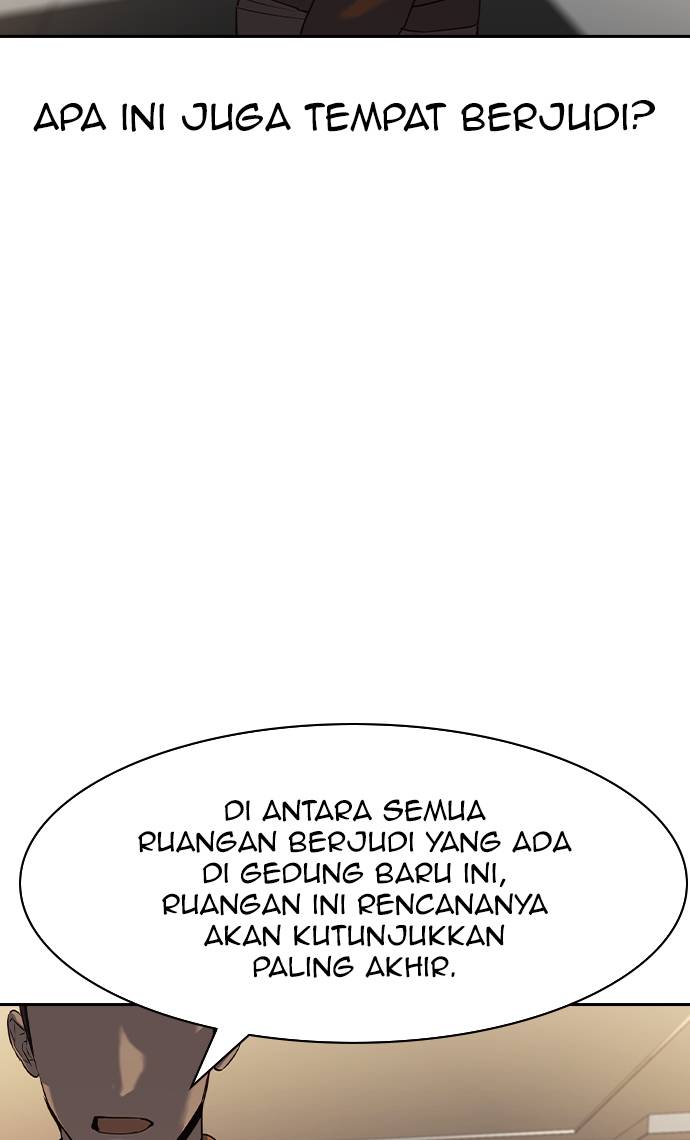 APA INI JUGA TEMPAT BERJUDI?
DI ANTARA SEMUA
RUANGAN BERJUDI YANG ADA
DI GEDUNG BARU INI,
RUANGAN INI RENCANANYA
AKAN KUTUNJUKKAN
PALING AKHIR.